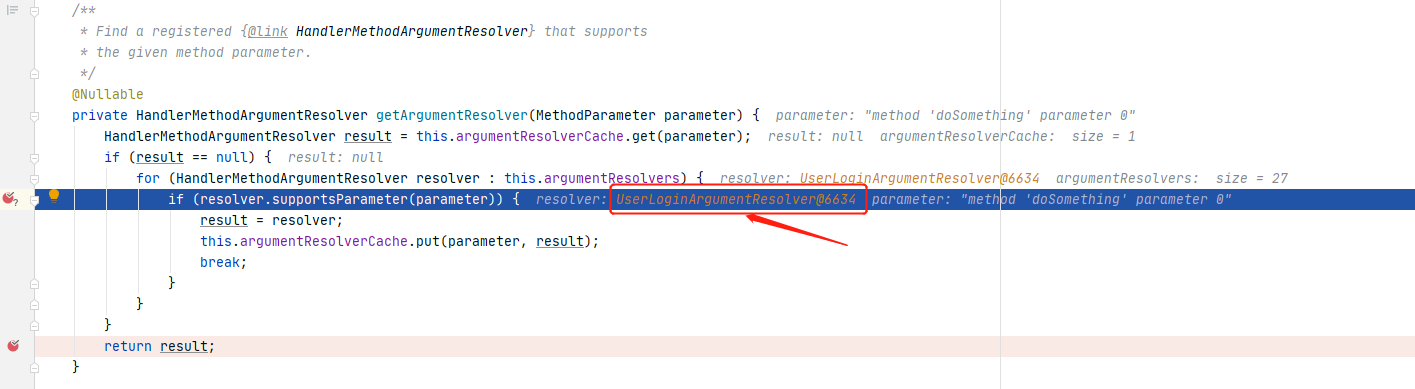 /**
 * Find a registered {@link HandlerMethodArgumentResolver} that supports
 * the given method parameter.
 */
@Nullable
private HandlerMethodArgumentResolver getArgumentResolver(MethodParameter parameter) {  parameter: "method 'doSomething' parameter 0"
    HandlerMethodArgumentResolver result = this.argumentResolverCache.get(parameter);  result: null  argumentResolverCache:  size = 1
    if (result == null) {  result: null
        for (HandlerMethodArgumentResolver resolver : this.argumentResolvers) {  resolver: UserLoginArgumentResolver@6634  argumentResolvers:  size = 27
            if (resolver.supportsParameter(parameter)) {  resolver: UserLoginArgumentResolver@6634  parameter: "method 'doSomething' parameter 0"
                result = resolver;
                this.argumentResolverCache.put(parameter, result);
                break;
            }
        }
    }
    return result;
}